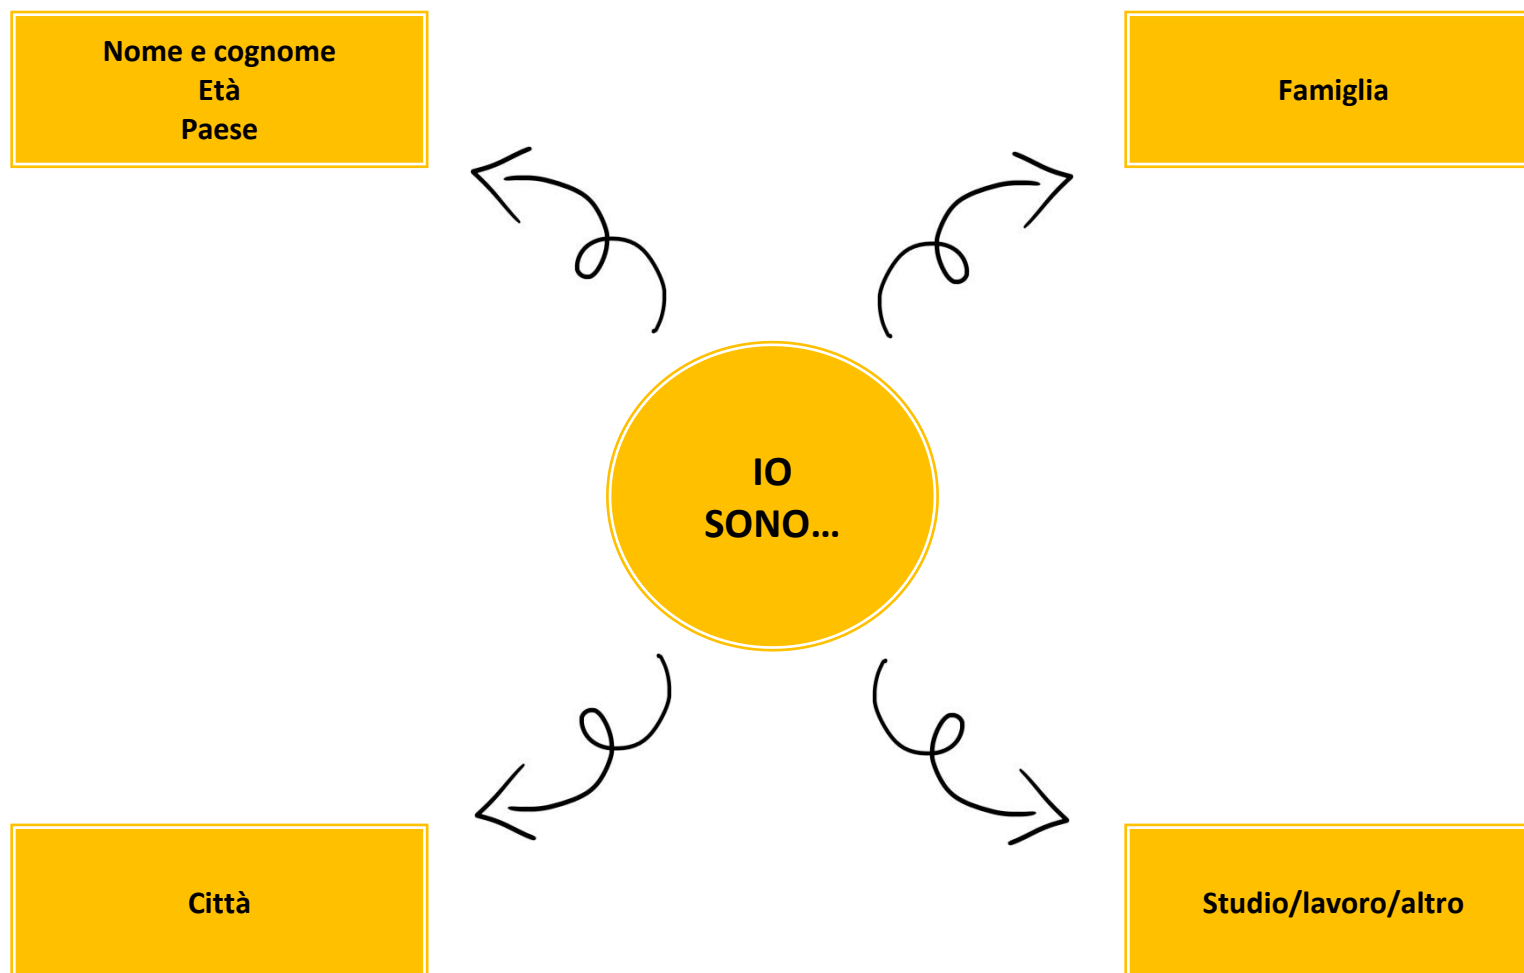 Nome e cognome
Età
Paese
Famiglia
IO
SONO...
Città
Studio/lavoro/altro